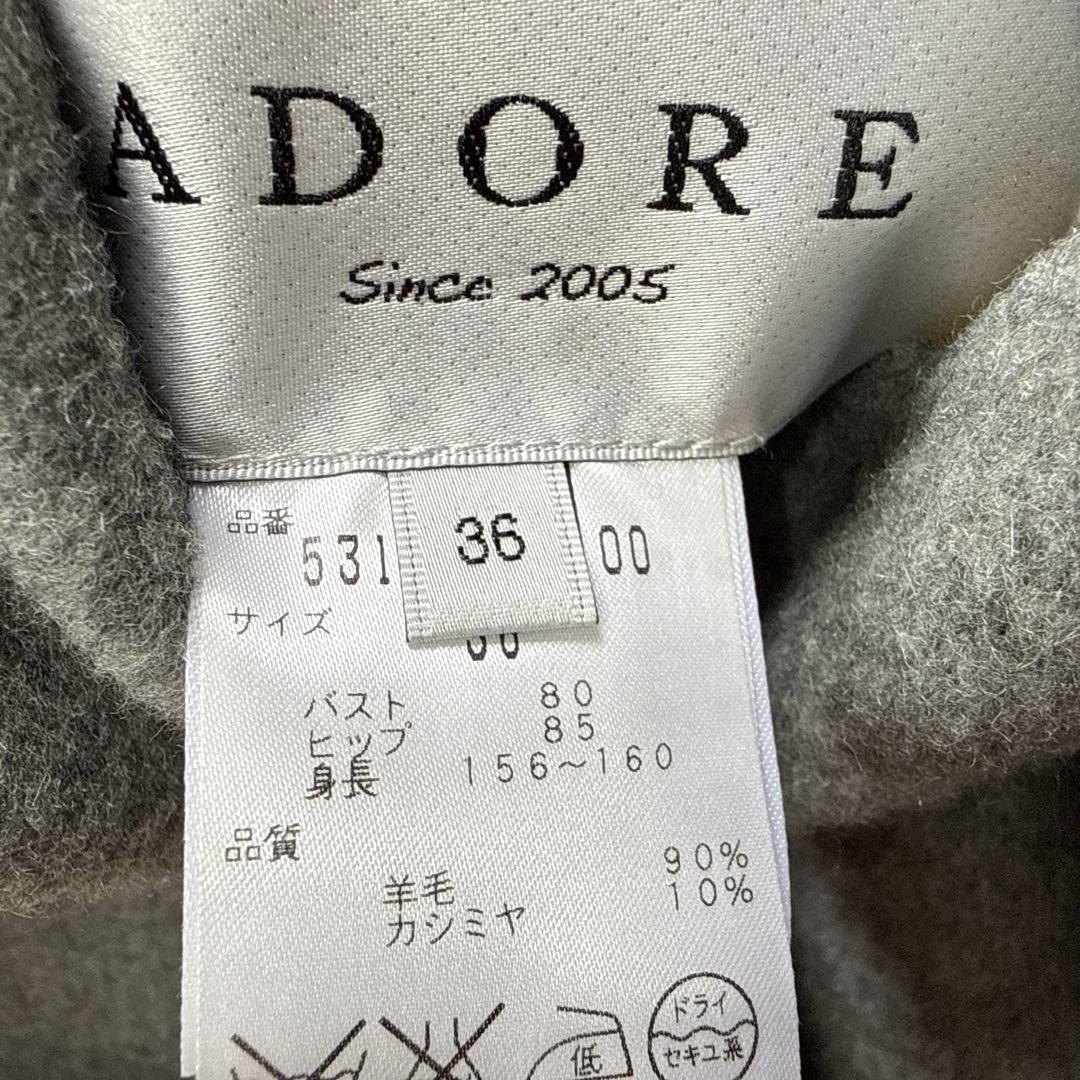 ADORE
Since 2005
品番
531 36 00
サイズ
バスト 80
ヒップ 85
身長 156～160
品質
羊毛 90%
カシミヤ 10%
低
ドライ
セキユ系